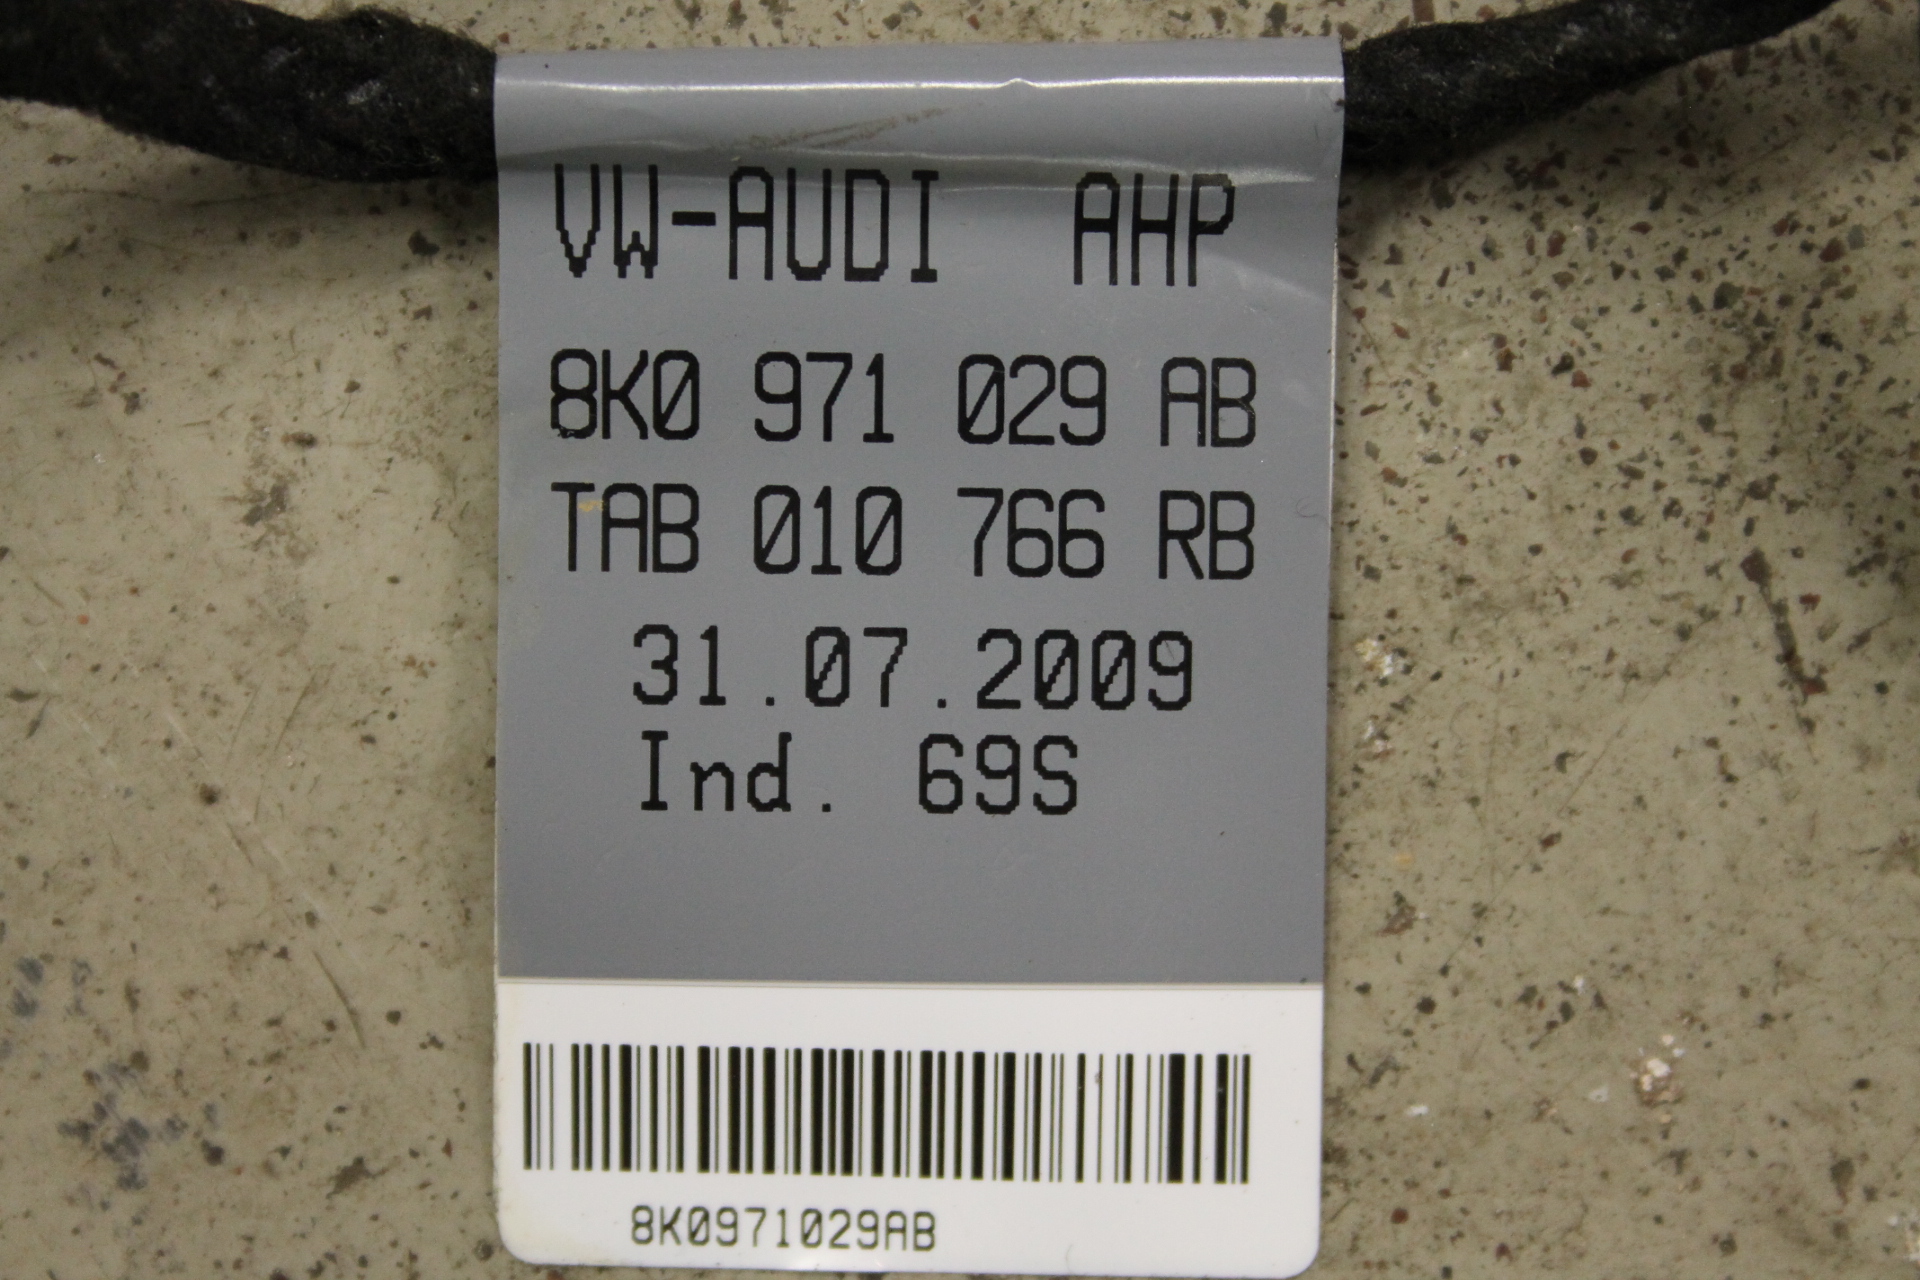 VW-AUDI AHP
8K0 971 029 AB
TAB 010 766 RB
31.07.2009
Ind. 69S
8K0971029AB